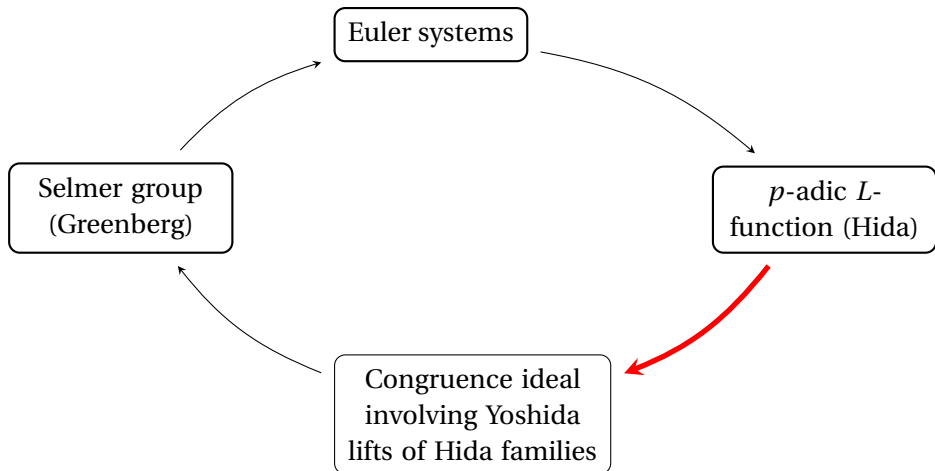 Euler systems
Selmer group
(Greenberg)
p-adic L-
function (Hida)
Congruence ideal
involving Yoshida
lifts of Hida families